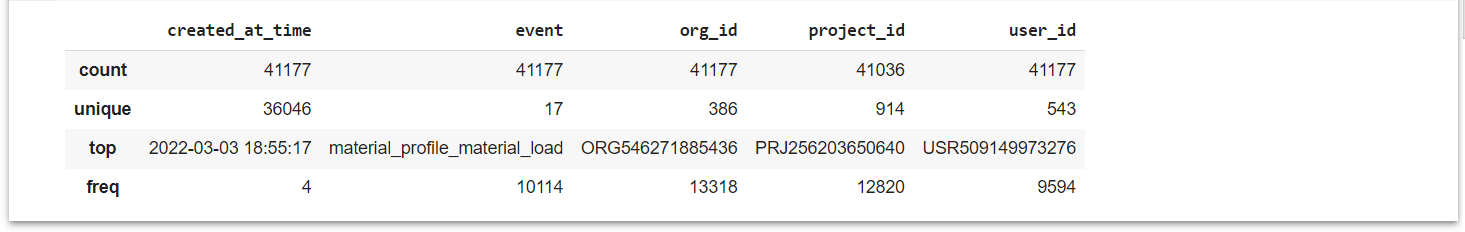 created_at_time event org_id project_id user_id
count 41177 41177 41177 41036 41177
unique 36046 17 386 914 543
top 2022-03-03 18:55:17 material_profile_material_load ORG546271885436 PRJ256203650640 USR509149973276
freq 4 10114 13318 12820 9594